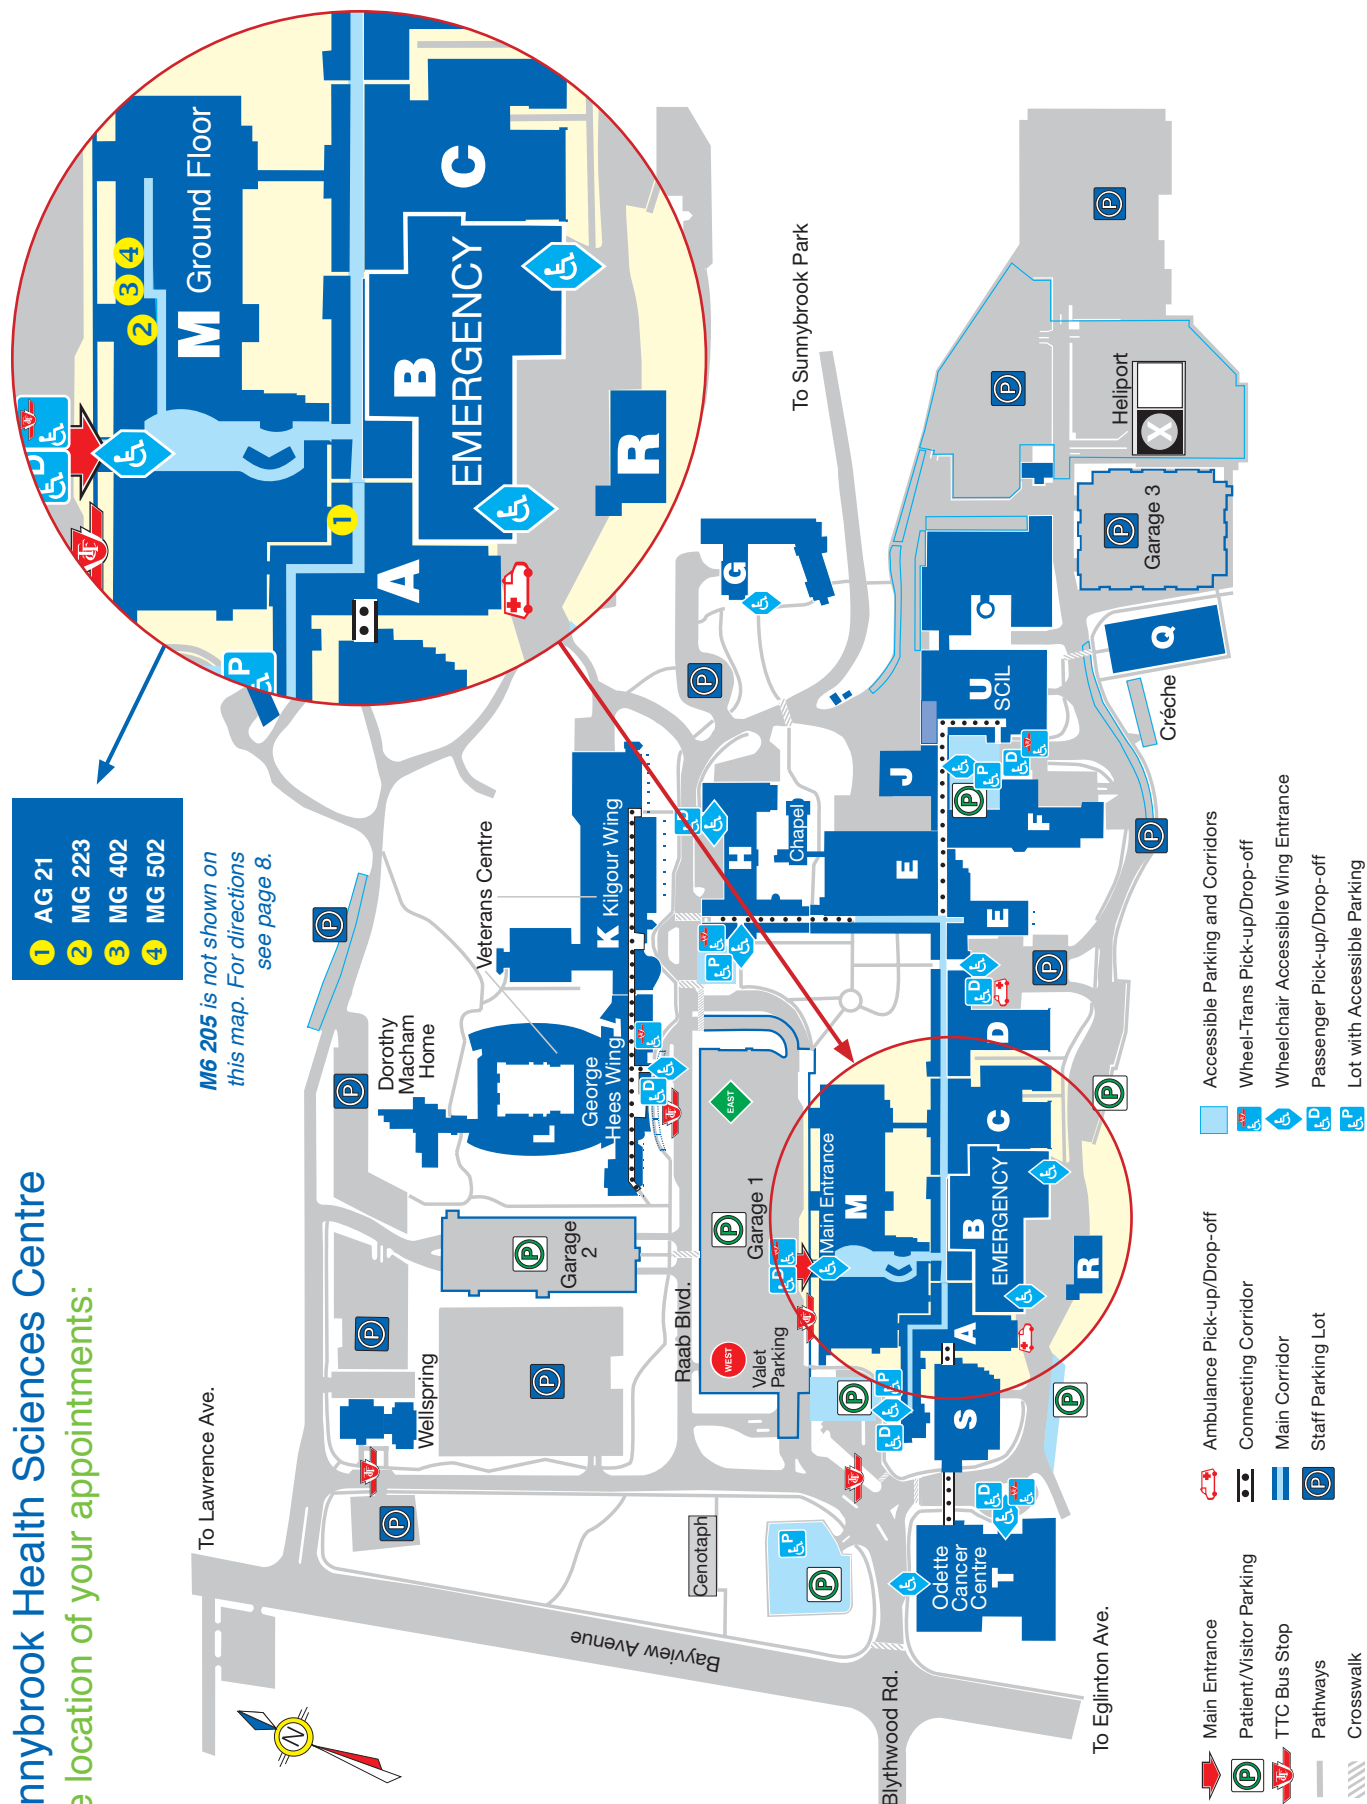 nnybrook Health Sciences Centre
e location of your appointments:
1 AG 21
2 MG 223
3 MG 402
4 MG 502
M6 205 is not shown on
this map. For directions
see page 8.
M Ground Floor
1
2
3
4
A
B
EMERGENCY
C
R
D
P
To Lawrence Ave.
Bayview Avenue
To Eglinton Ave.
Blythwood Rd.
To Sunnybrook Park
Raab Blvd.
N
Wellspring
Cenotaph
Dorothy
Macham
Home
Veterans Centre
K Kilgour Wing
L
George
Hees Wing
L
Garage
2
Garage 1
EAST
WEST
Valet
Parking
Main Entrance
M
A
B
EMERGENCY
C
D
R
S
Odette
Cancer
Centre
T
E
E
F
G
H
Chapel
J
U
SCIL
O
Q
Créche
Garage 3
Heliport
X
Main Entrance
Patient/Visitor Parking
TTC Bus Stop
Pathways
Crosswalk
Ambulance Pick-up/Drop-off
Connecting Corridor
Main Corridor
Staff Parking Lot
Accessible Parking and Corridors
Wheel-Trans Pick-up/Drop-off
Wheelchair Accessible Wing Entrance
Passenger Pick-up/Drop-off
Lot with Accessible Parking